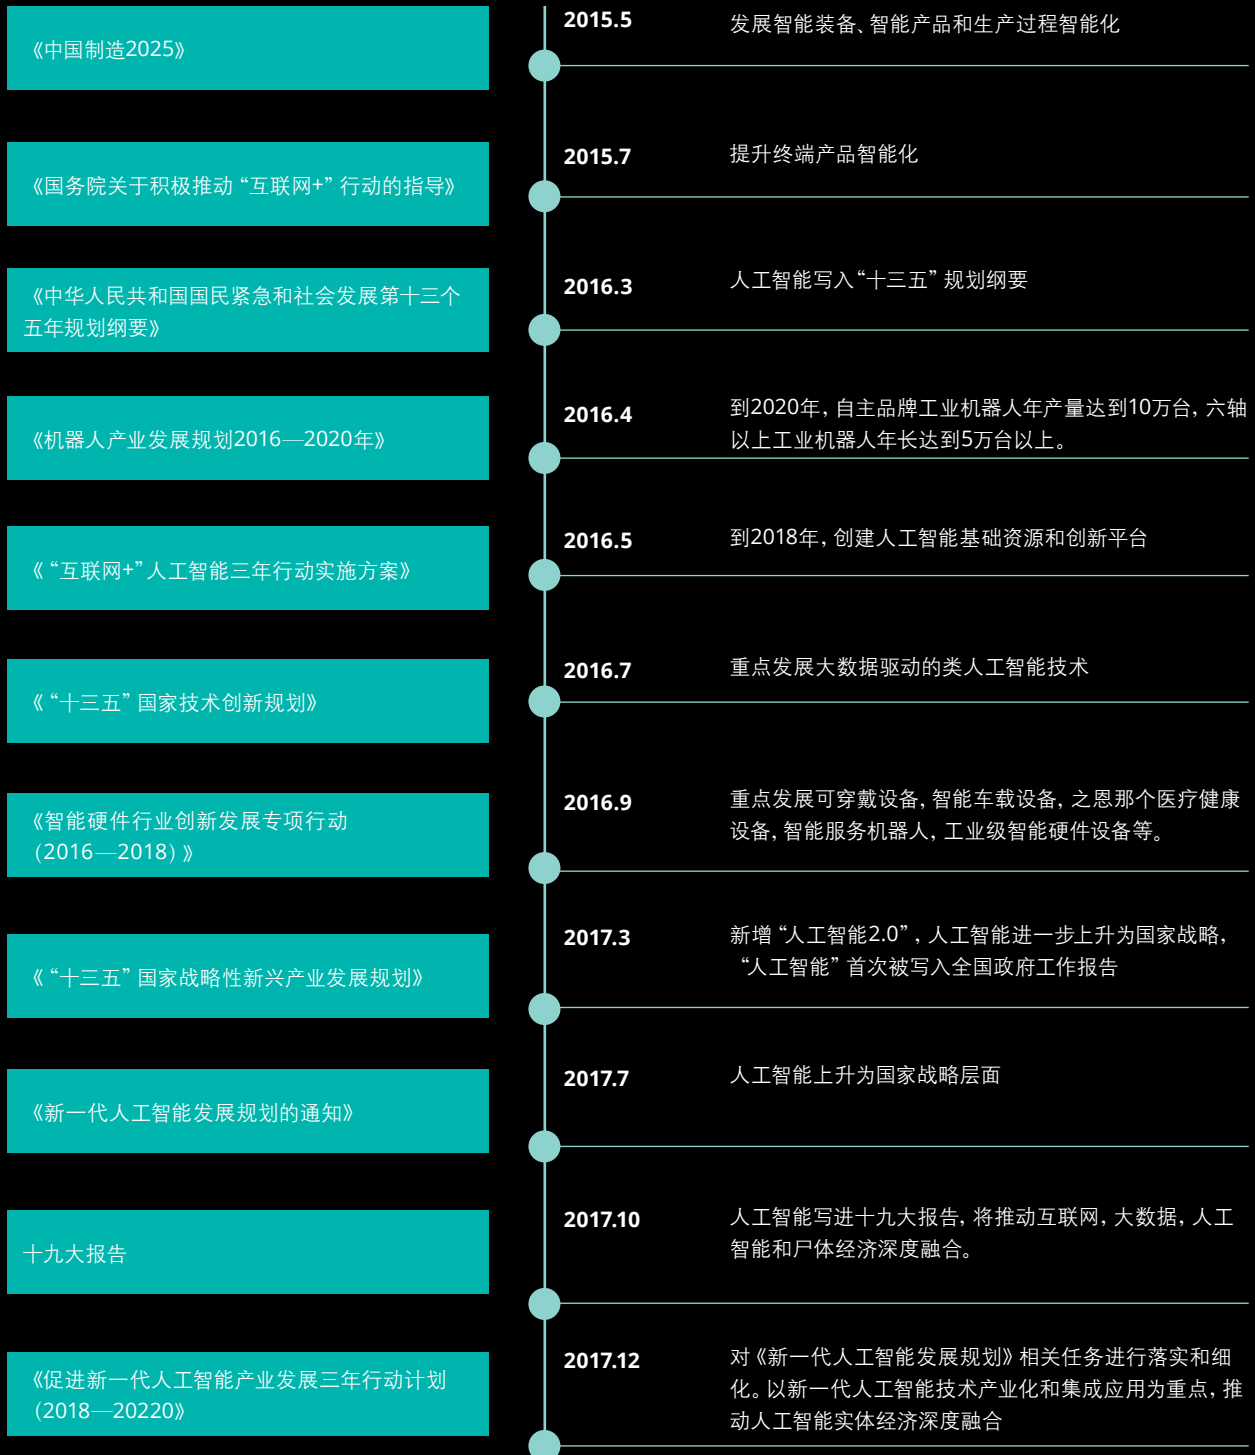 《中国制造2025》
2015.5
发展智能装备、智能产品和生产过程智能化
《国务院关于积极推动“互联网+”行动的指导》
2015.7
提升终端产品智能化
《中华人民共和国国民紧急和社会发展第十三个
五年规划纲要》
2016.3
人工智能写入“十三五”规划纲要
《机器人产业发展规划2016—2020年》
2016.4
到2020年，自主品牌工业机器人年产量达到10万台，六轴
以上工业机器人年长达到5万台以上。
《“互联网+”人工智能三年行动实施方案》
2016.5
到2018年，创建人工智能基础资源和创新平台
《“十三五”国家技术创新规划》
2016.7
重点发展大数据驱动的类人工智能技术
《智能硬件行业创新发展专项行动
（2016—2018）》
2016.9
重点发展可穿戴设备，智能车载设备，之恩那个医疗健康
设备，智能服务机器人，工业级智能硬件设备等。
《“十三五”国家战略性新兴产业发展规划》
2017.3
新增“人工智能2.0”，人工智能进一步上升为国家战略，
“人工智能”首次被写入全国政府工作报告
《新一代人工智能发展规划的通知》
2017.7
人工智能上升为国家战略层面
十九大报告
2017.10
人工智能写进十九大报告，将推动互联网，大数据，人工
智能和尸体经济深度融合。
《促进新一代人工智能产业发展三年行动计划
（2018—20220》
2017.12
对《新一代人工智能发展规划》相关任务进行落实和细
化。以新一代人工智能技术产业化和集成应用为重点，推
动人工智能实体经济深度融合